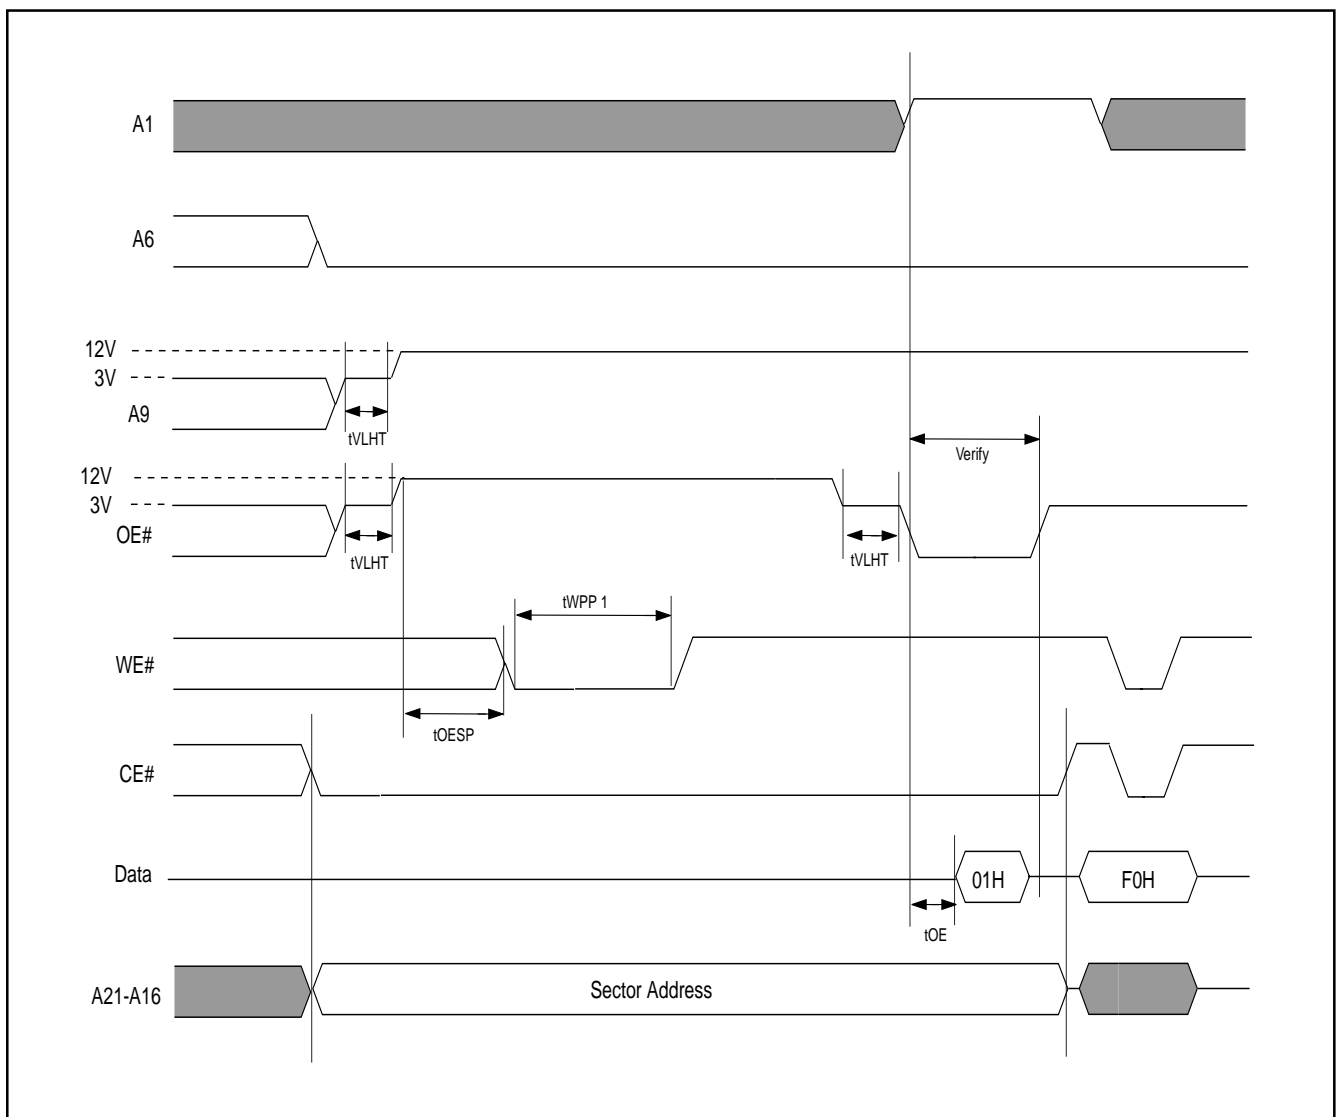 A1
A6
12V
3V
A9
tVLHT
Verify
12V
3V
OE#
tVLHT
tVLHT
tWPP 1
WE#
tOESP
CE#
Data
01H
F0H
tOE
A21-A16
Sector Address